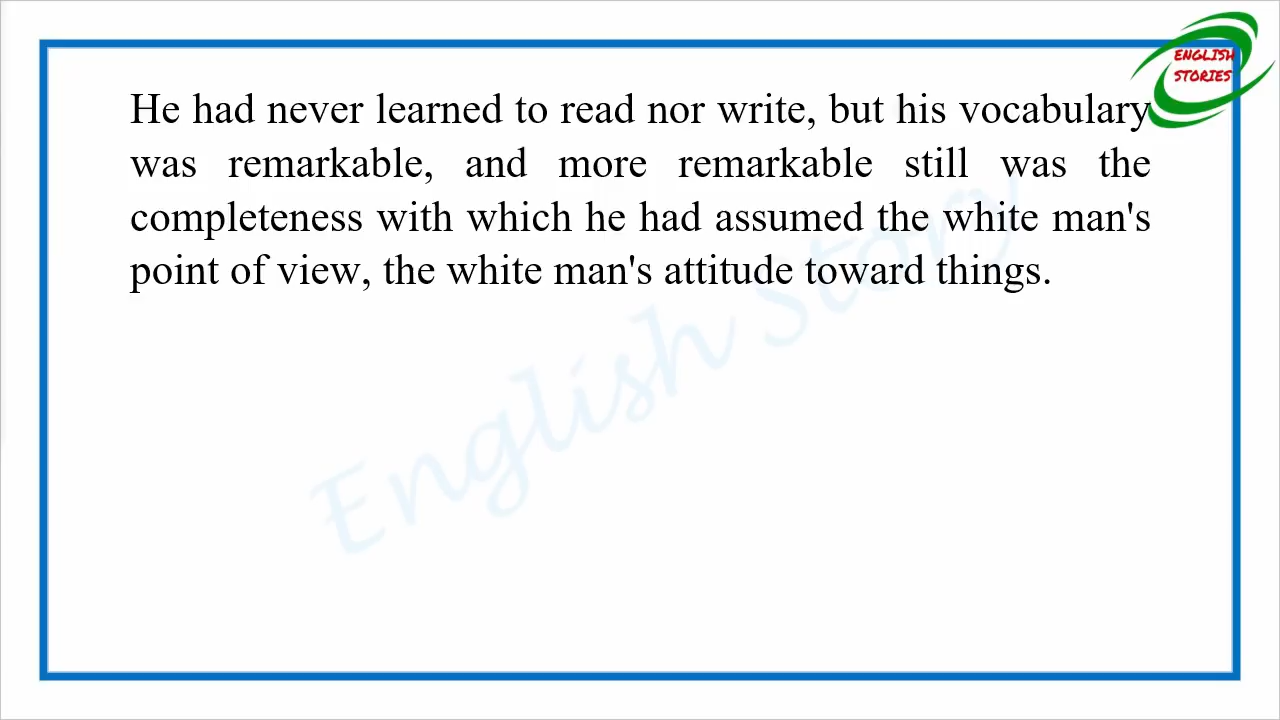 ENGLISH
STORIES
He had never learned to read nor write, but his vocabulary
was remarkable, and more remarkable still was the
completeness with which he had assumed the white man's
point of view, the white man's attitude toward things.
English Story